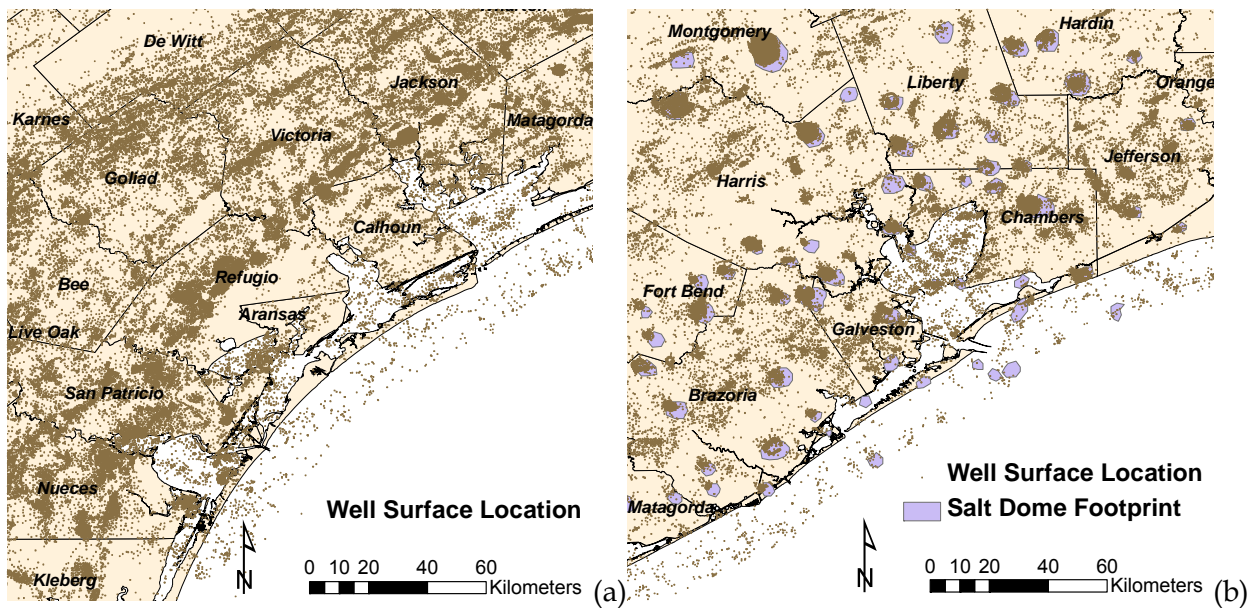 De Witt
Jackson
Karnes
Matagorda
Victoria
Goliad
Calhoun
Bee
Refugio
Aransas
Live Oak
San Patricio
Nueces
Kleberg
Well Surface Location
N
0 10 20 40 60
Kilometers
(a)
Montgomery
Hardin
Liberty
Orange
Jefferson
Harris
Chambers
Fort Bend
Galveston
Brazoria
Matagorda
Well Surface Location
Salt Dome Footprint
N
0 10 20 40 60
Kilometers
(b)